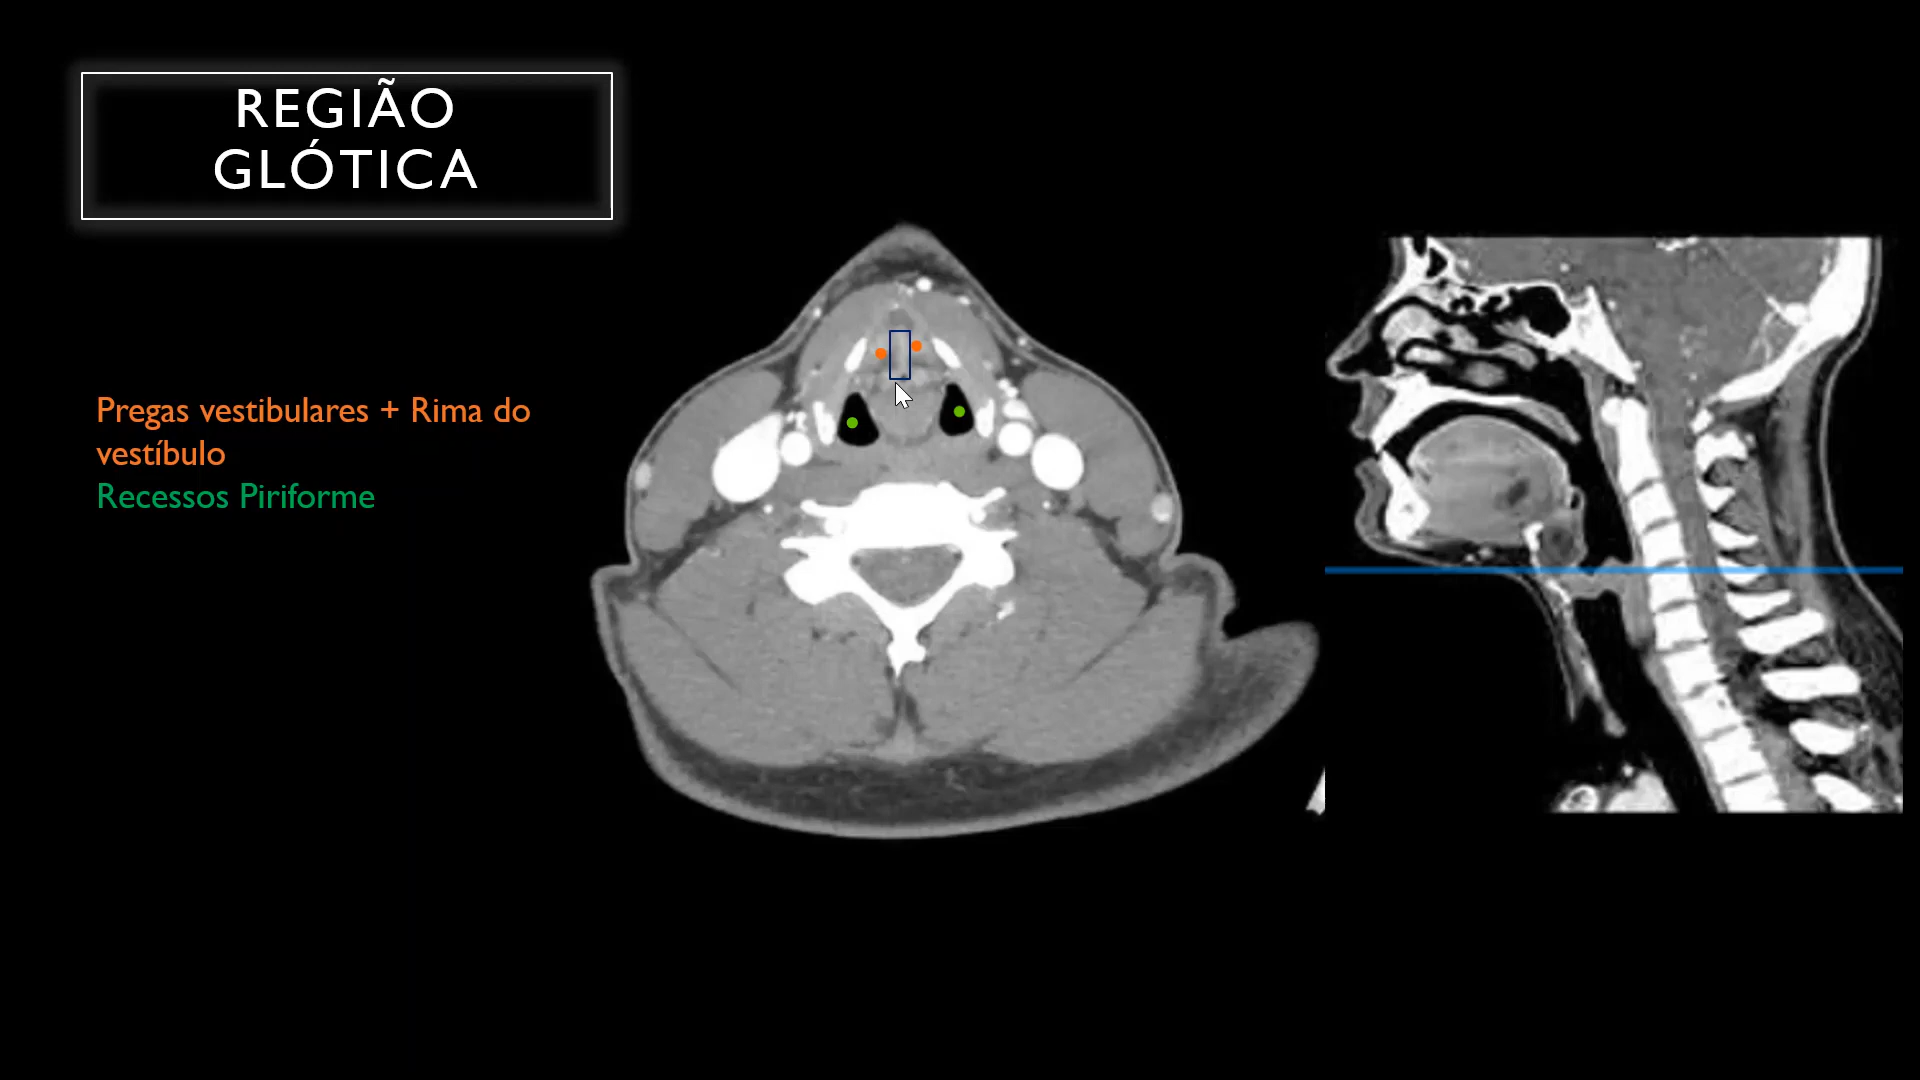 REGIÃO
GLÓTICA
Pregas vestibulares + Rima do
vestíbulo
Recessos Piriforme